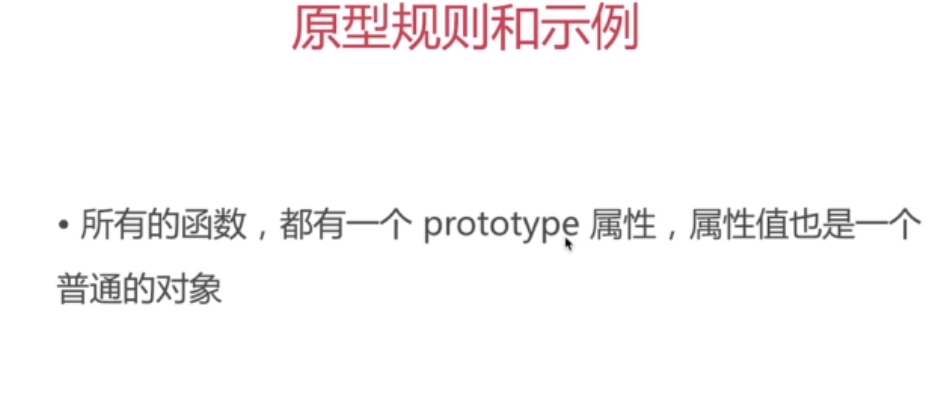 原型规则和示例
• 所有的函数，都有一个 prototype 属性，属性值也是一个
普通的对象